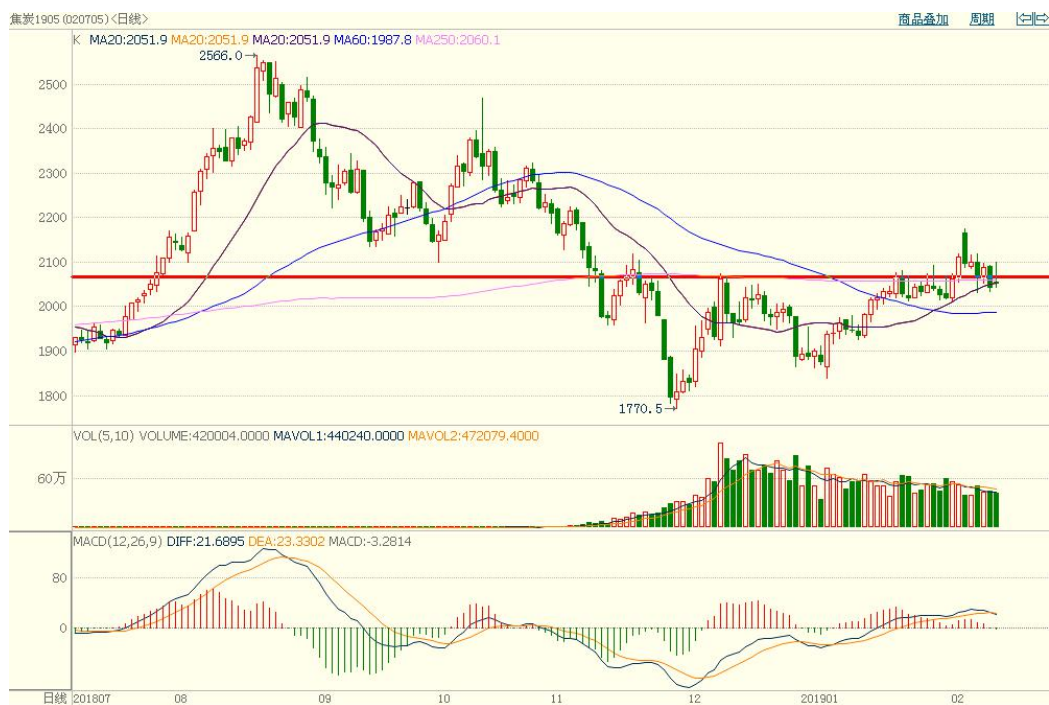 焦炭1905 (020705)<日线> 商品叠加 周期
K MA20:2051.9 MA20:2051.9 MA20:2051.9 MA60:1987.8 MA250:2060.1
2566.0→
2500
2400
2300
2200
2100
2000
1900
1800
1770.5→
VOL(5,10) VOLUME:420004.0000 MAVOL1:440240.0000 MAVOL2:472079.4000
60万
MACD(12,26,9) DIFF:21.6895 DEA:23.3302 MACD:-3.2814
80
0
日线 201807 08 09 10 11 12 201901 02